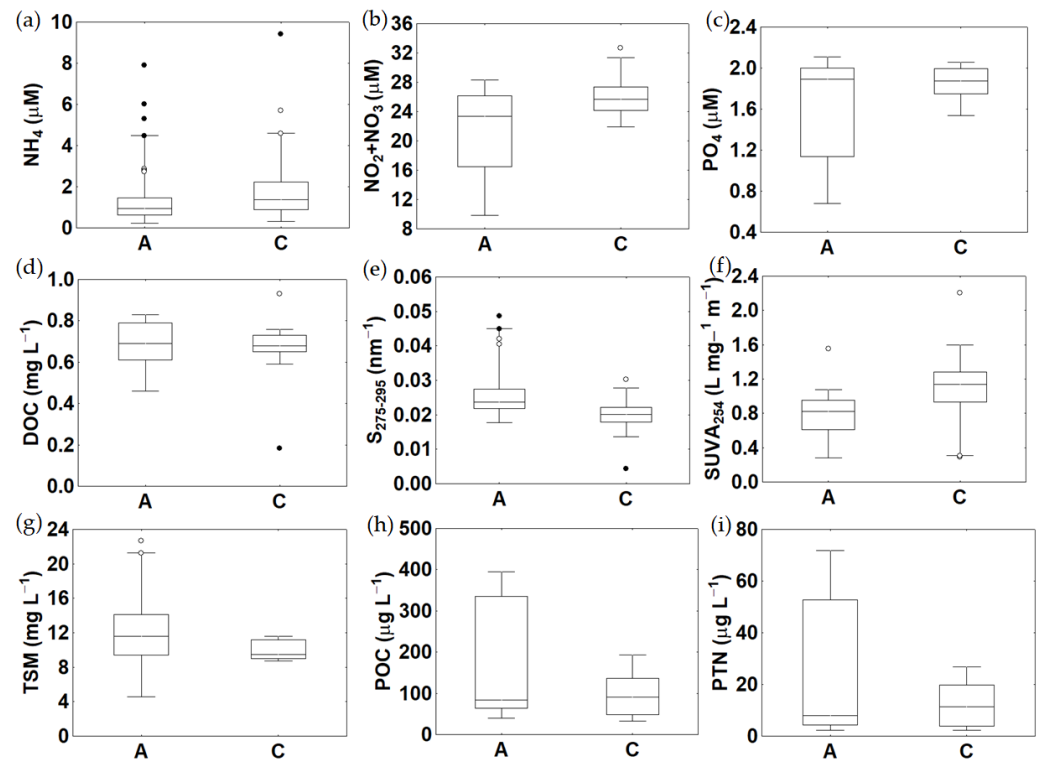 (a)
NH4 (μM)
10
8
6
4
2
0
A C
(b)
NO2+NO3 (μM)
36
32
28
24
20
16
12
8
A C
(c)
PO4 (μM)
2.4
2.0
1.6
1.2
0.8
0.4
A C
(d)
DOC (mg L−1)
1.0
0.8
0.6
0.4
0.2
0.0
A C
(e)
S275-295 (nm−1)
0.06
0.05
0.04
0.03
0.02
0.01
0.00
A C
(f)
SUVA254 (L mg−1 m−1)
2.4
2.0
1.6
1.2
0.8
0.4
0.0
A C
(g)
TSM (mg L−1)
24
20
16
12
8
4
0
A C
(h)
POC (μg L−1)
500
400
300
200
100
0
A C
(i)
PTN (μg L−1)
80
60
40
20
0
A C